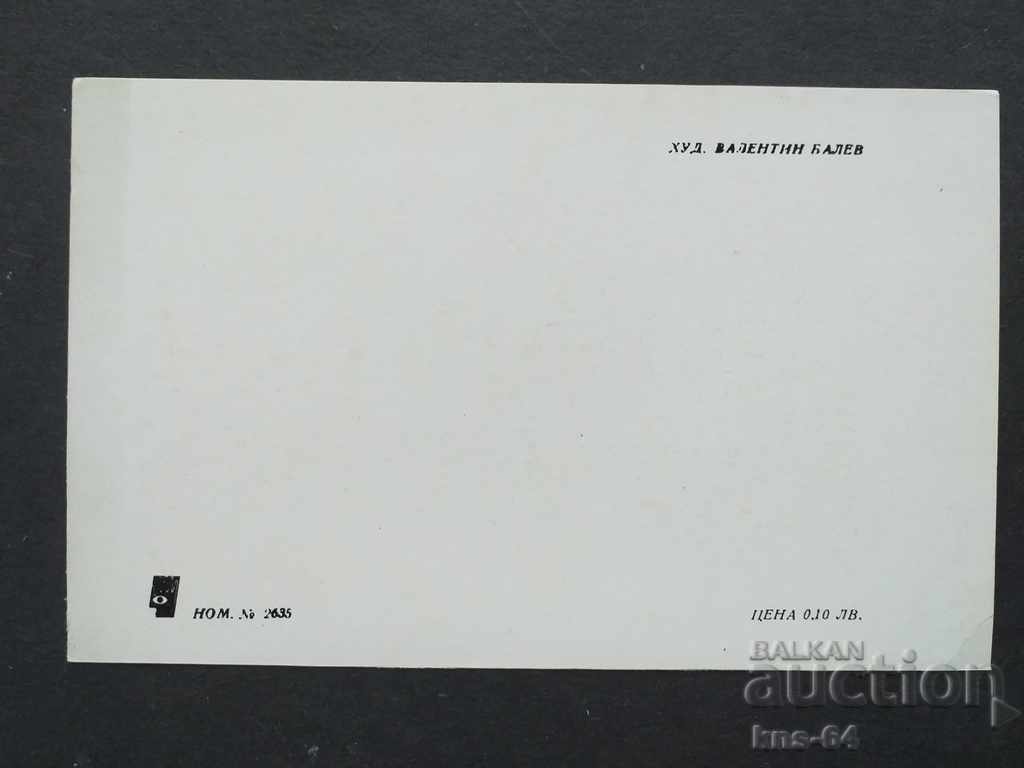 ХУД. ВАЛЕНТИН БАЛЕВ
НОМ. № 2635
ЦЕНА 0,10 ЛВ.
BALKAN
auction
kns-64